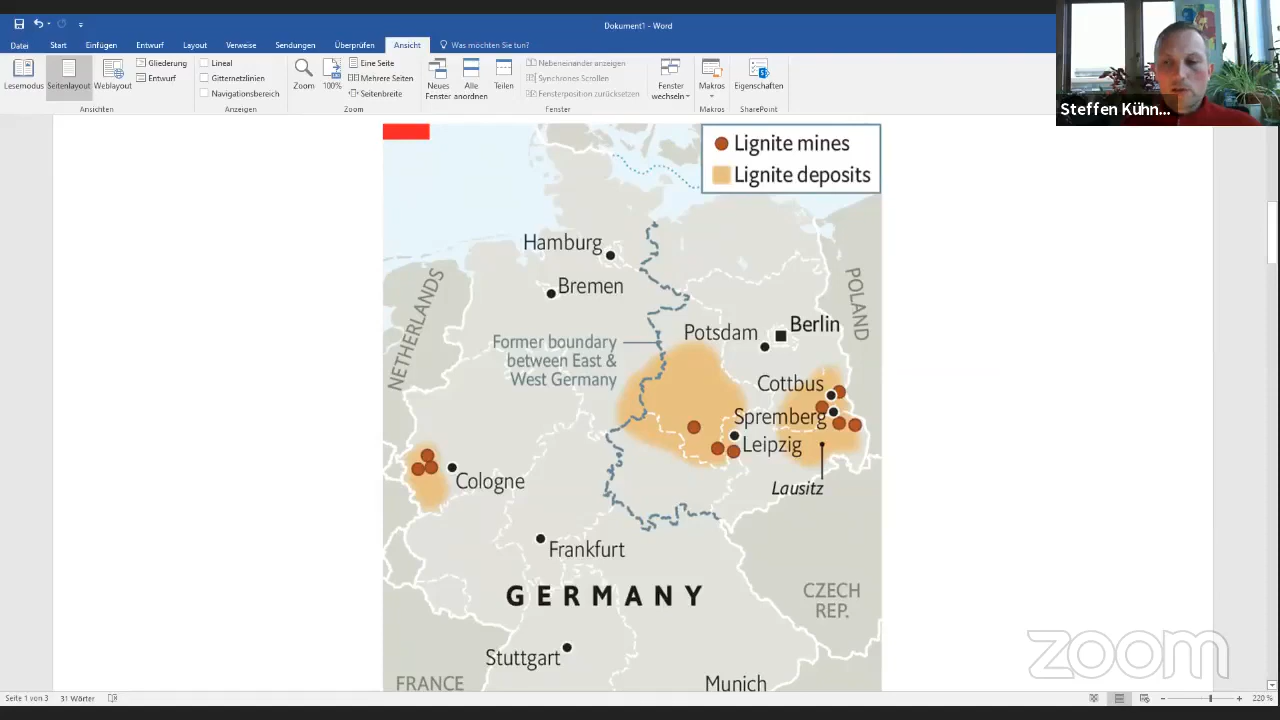 Dokument1 - Word
Datei Start Einfügen Entwurf Layout Verweise Sendungen Überprüfen Ansicht Was möchten Sie tun?
Lesemodus Seitenlayout Weblayout Gliederung Entwurf
Ansichten
Lineal
Gitternetzlinien
Navigationsbereich
Anzeigen
Zoom 100% Eine Seite
Mehrere Seiten
Seitenbreite
Zoom
Neues Fenster Alle anordnen Teilen
Nebeneinander anzeigen
Synchrones Scrollen
Fensterposition zurücksetzen
Fenster wechseln
Fenster
Makros
Makros
Eigenschaften
SharePoint
Steffen Kühn...
Lignite mines
Lignite deposits
Hamburg
Bremen
NETHERLANDS
POLAND
Berlin
Potsdam
Former boundary
between East &
West Germany
Cottbus
Spremberg
Leipzig
Cologne
Lausitz
Frankfurt
GERMANY
CZECH
REP.
Stuttgart
FRANCE
Munich
zoom
Seite 1 von 3 31 Wörter
220 %